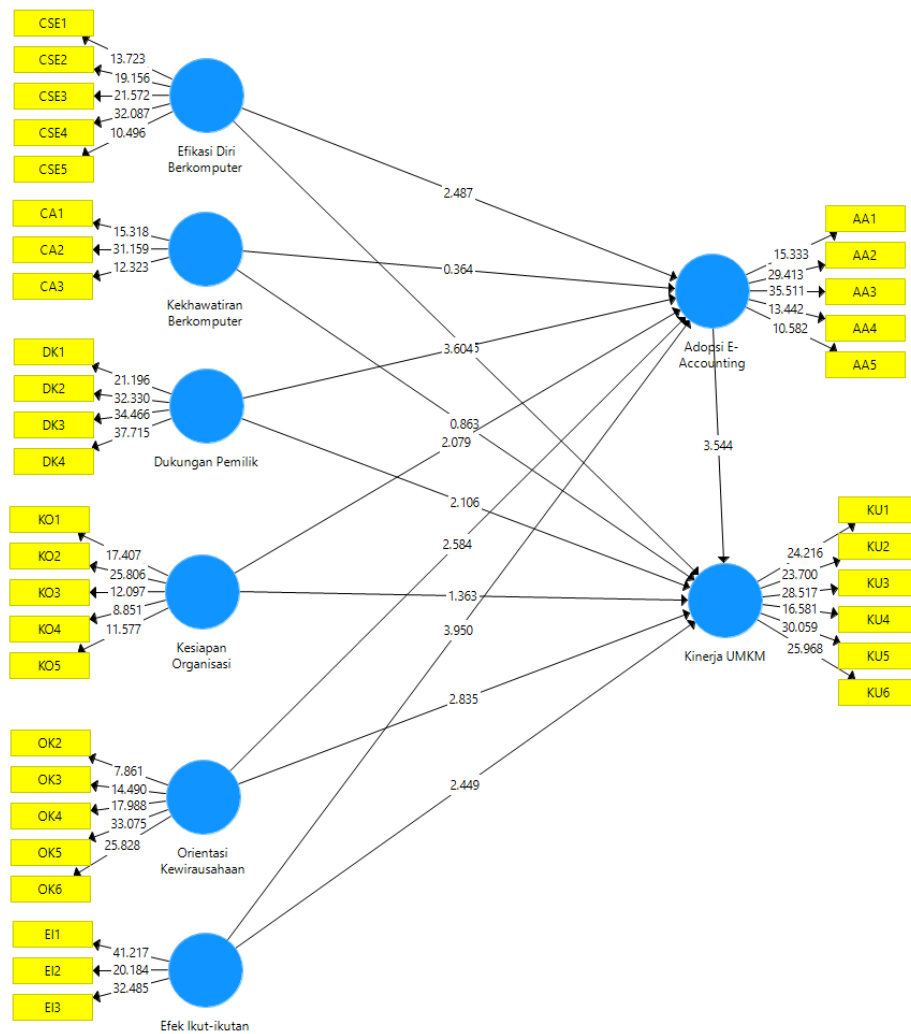 CSE1
CSE2
CSE3
CSE4
CSE5
13.723
19.156
21.572
32.087
10.496
Efikasi Diri
Berkomputer
CA1
CA2
CA3
15.318
31.159
12.323
Kekhawatiran
Berkomputer
DK1
DK2
DK3
DK4
21.196
32.330
34.466
37.715
Dukungan Pemilik
KO1
KO2
KO3
KO4
KO5
17.407
25.806
12.097
8.851
11.577
Kesiapan
Organisasi
OK2
OK3
OK4
OK5
OK6
7.861
14.490
17.988
33.075
25.828
Orientasi
Kewirausahaan
EI1
EI2
EI3
41.217
20.184
32.485
Efek Ikut-ikutan
2.487
0.364
3.6045
0.863
2.079
2.106
2.584
1.363
3.950
2.835
2.449
3.544
Adopsi E-
Accounting
15.333
29.413
35.511
13.442
10.582
AA1
AA2
AA3
AA4
AA5
Kinerja UMKM
24.216
23.700
28.517
16.581
30.059
25.968
KU1
KU2
KU3
KU4
KU5
KU6